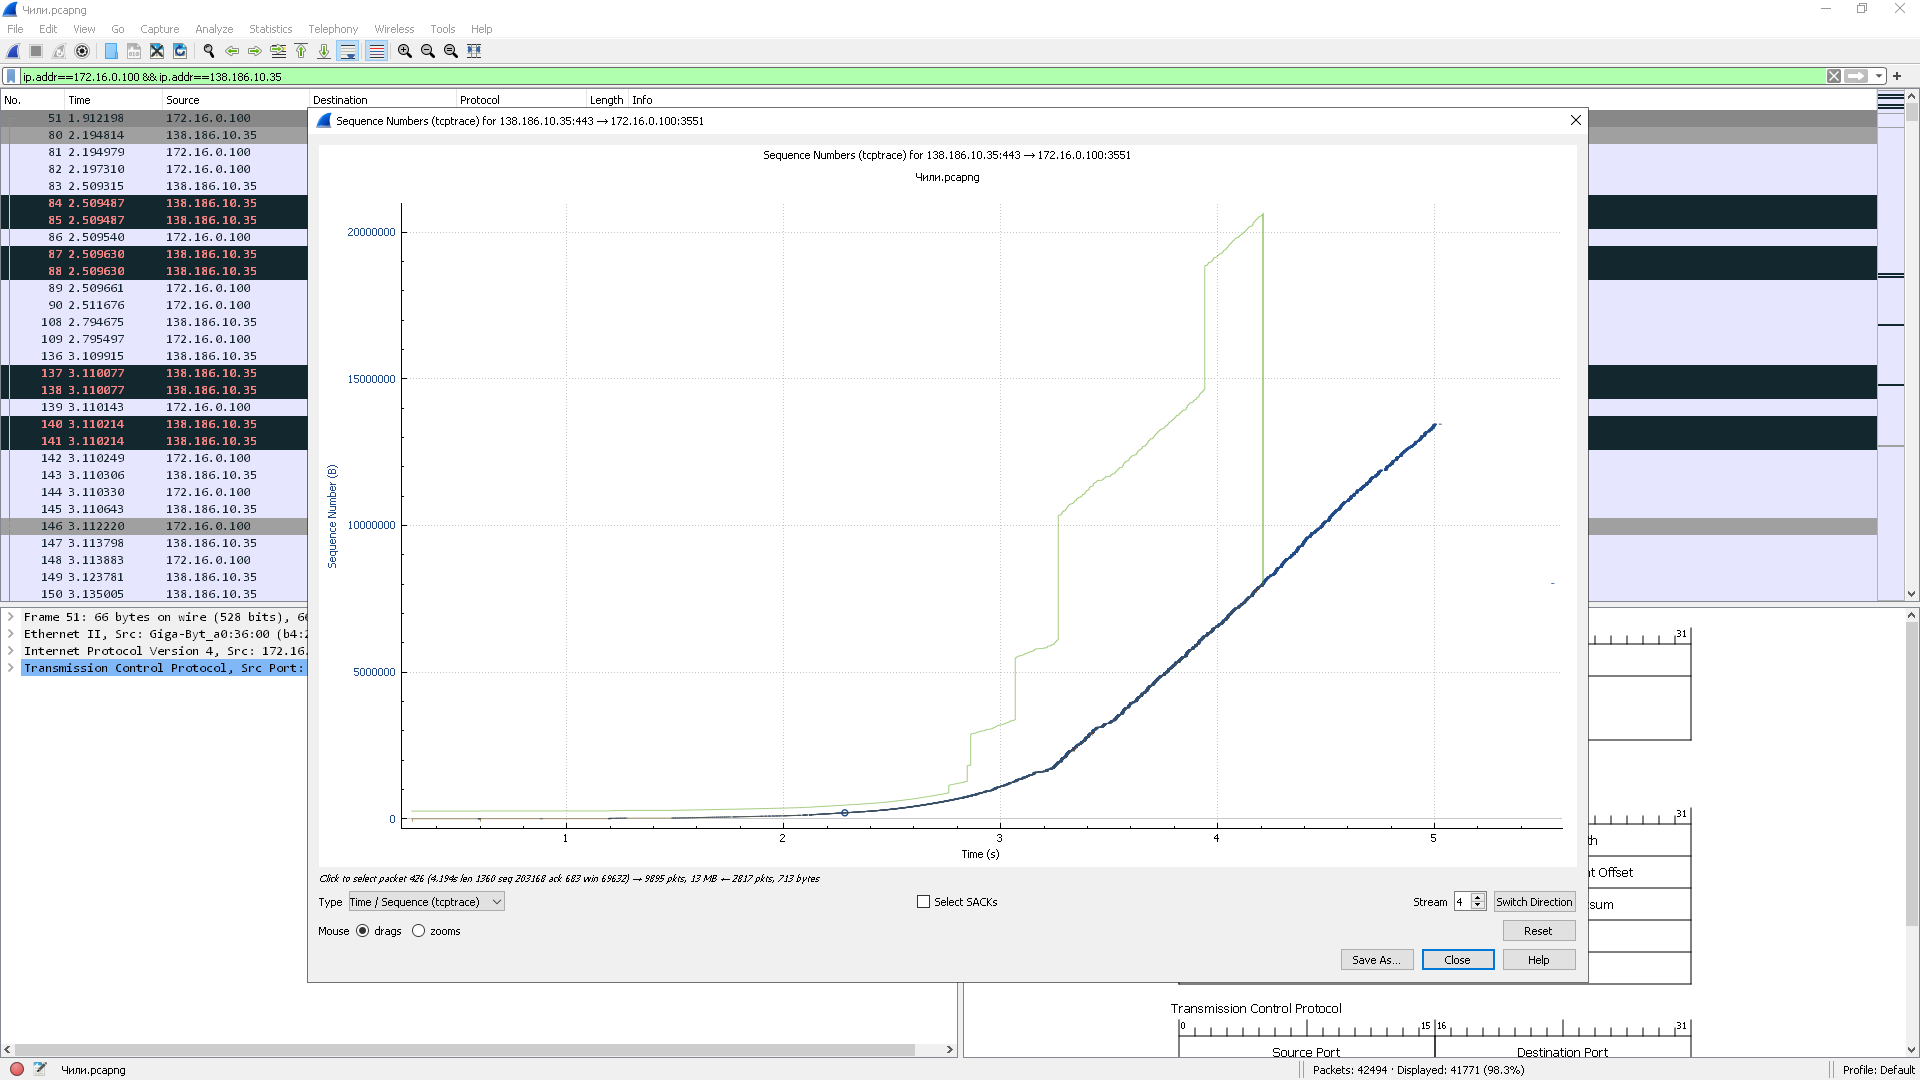 Чили.pcapng
File Edit View Go Capture Analyze Statistics Telephony Wireless Tools Help
ip.addr==172.16.0.100 && ip.addr==138.186.10.35
No. Time Source Destination Protocol Length Info
51 1.912198 172.16.0.100
80 2.194814 138.186.10.35
81 2.194979 172.16.0.100
82 2.197310 172.16.0.100
83 2.509315 138.186.10.35
84 2.509487 138.186.10.35
85 2.509487 138.186.10.35
86 2.509540 172.16.0.100
87 2.509630 138.186.10.35
88 2.509630 138.186.10.35
89 2.509661 172.16.0.100
90 2.511676 172.16.0.100
108 2.794675 138.186.10.35
109 2.795497 172.16.0.100
136 3.109915 138.186.10.35
137 3.110077 138.186.10.35
138 3.110077 138.186.10.35
139 3.110143 172.16.0.100
140 3.110214 138.186.10.35
141 3.110214 138.186.10.35
142 3.110249 172.16.0.100
143 3.110306 138.186.10.35
144 3.110330 172.16.0.100
145 3.110643 138.186.10.35
146 3.112220 172.16.0.100
147 3.113798 138.186.10.35
148 3.113883 172.16.0.100
149 3.123781 138.186.10.35
150 3.135005 138.186.10.35
Frame 51: 66 bytes on wire (528 bits), 66
Ethernet II, Src: Giga-Byt_a0:36:00 (b4:2
Internet Protocol Version 4, Src: 172.16.
Transmission Control Protocol, Src Port:
Sequence Numbers (tcptrace) for 138.186.10.35:443 → 172.16.0.100:3551
Sequence Numbers (tcptrace) for 138.186.10.35:443 → 172.16.0.100:3551
Чили.pcapng
Sequence Number (B)
20000000
15000000
10000000
5000000
0
1 2 3 4 5
Time (s)
Click to select packet 426 (4,194s len 1360 seq 203168 ack 683 win 69632) → 9895 pkts, 13 MB ← 2817 pkts, 713 bytes
Type Time / Sequence (tcptrace) Select SACKs Stream 4 Switch Direction
Mouse drags zooms Reset
Save As... Close Help
31
31
th
t Offset
sum
Transmission Control Protocol
0 15 16 31
Source Port Destination Port
Чили.pcapng
Packets: 42494 · Displayed: 41771 (98.3%)
Profile: Default